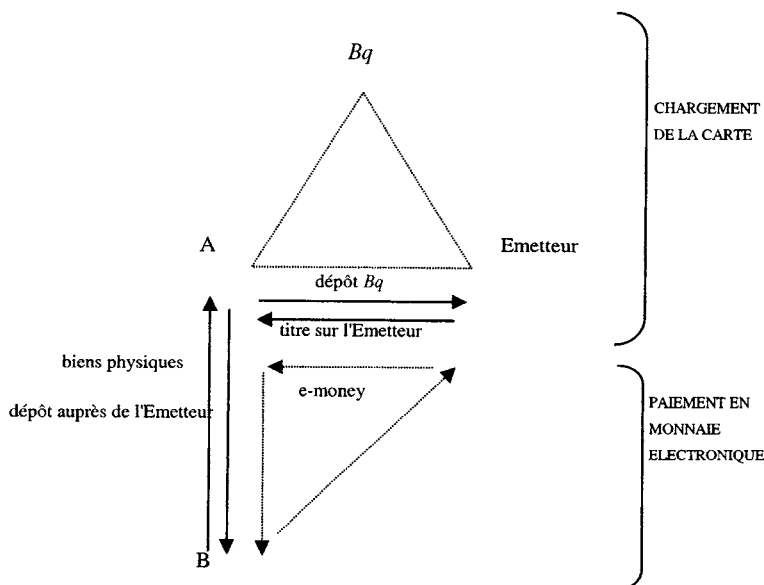 Bq
CHARGEMENT
DE LA CARTE
A
Emetteur
dépôt Bq
titre sur l'Emetteur
biens physiques
e-money
dépôt auprès de l'Emetteur
PAIEMENT EN
MONNAIE
ELECTRONIQUE
B